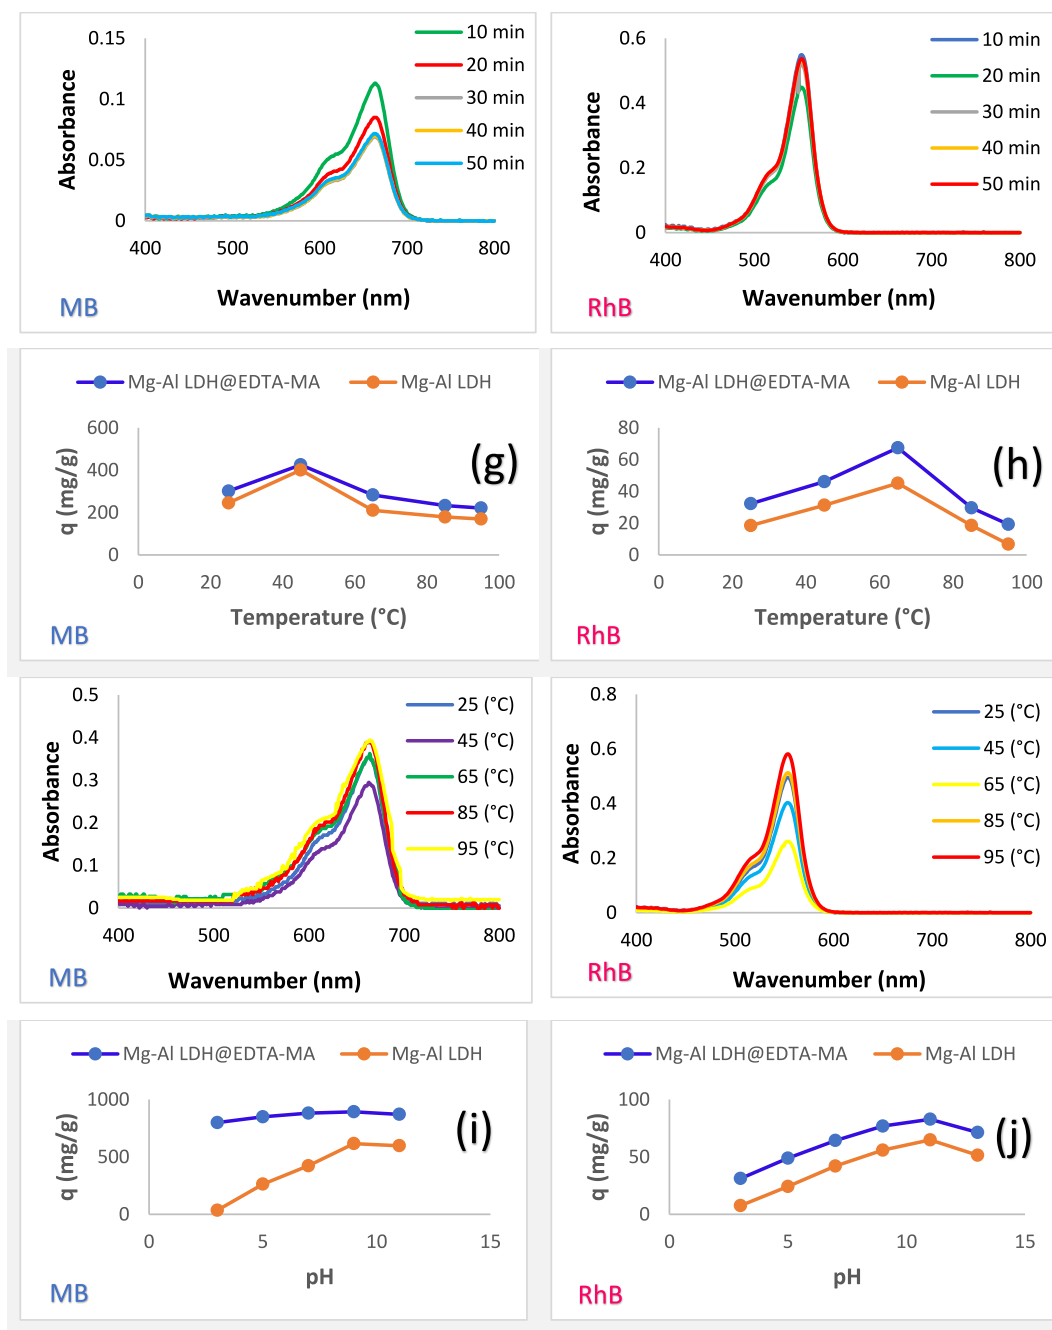 0.15
0.1
0.05
0
Absorbance
400 500 600 700 800
Wavenumber (nm)
10 min
20 min
30 min
40 min
50 min
MB
0.6
0.4
0.2
0
Absorbance
400 500 600 700 800
Wavenumber (nm)
10 min
20 min
30 min
40 min
50 min
RhB
Mg-Al LDH@EDTA-MA Mg-Al LDH
600
400
200
0
q (mg/g)
(g)
0 20 40 60 80 100
Temperature (°C)
MB
Mg-Al LDH@EDTA-MA Mg-Al LDH
80
60
40
20
0
q (mg/g)
(h)
0 20 40 60 80 100
Temperature (°C)
RhB
0.5
0.4
0.3
0.2
0.1
0
Absorbance
400 500 600 700 800
Wavenumber (nm)
25 (°C)
45 (°C)
65 (°C)
85 (°C)
95 (°C)
MB
0.8
0.6
0.4
0.2
0
Absorbance
400 500 600 700 800
Wavenumber (nm)
25 (°C)
45 (°C)
65 (°C)
85 (°C)
95 (°C)
RhB
Mg-Al LDH@EDTA-MA Mg-Al LDH
1000
500
0
q (mg/g)
(i)
0 5 10 15
pH
MB
Mg-Al LDH@EDTA-MA Mg-Al LDH
100
50
0
q (mg/g)
(j)
0 5 10 15
pH
RhB